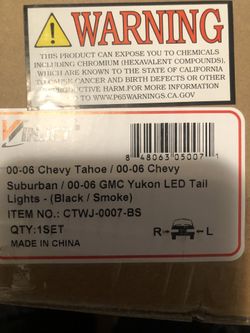 WARNING
THIS PRODUCT CAN EXPOSE YOU TO CHEMICALS
INCLUDING CHROMIUM (HEXAVALENT COMPOUNDS).
WHICH ARE KNOWN TO THE STATE OF CALIFORNIA
TO CAUSE CANCER AND BIRTH DEFECTS OR OTHER
REPRODUCTIVE HARM.FOR MORE INFORMATION
WWW.P65WARNINGS.CA.GOV
8 48063 05007 1
00-06 Chevy Tahoe / 00-06 Chevy
Suburban / 00-06 GMC Yukon LED Tail
Lights - (Black / Smoke)
ITEM NO.: CTWJ-0007-BS
QTY:1SET
R L
MADE IN CHINA